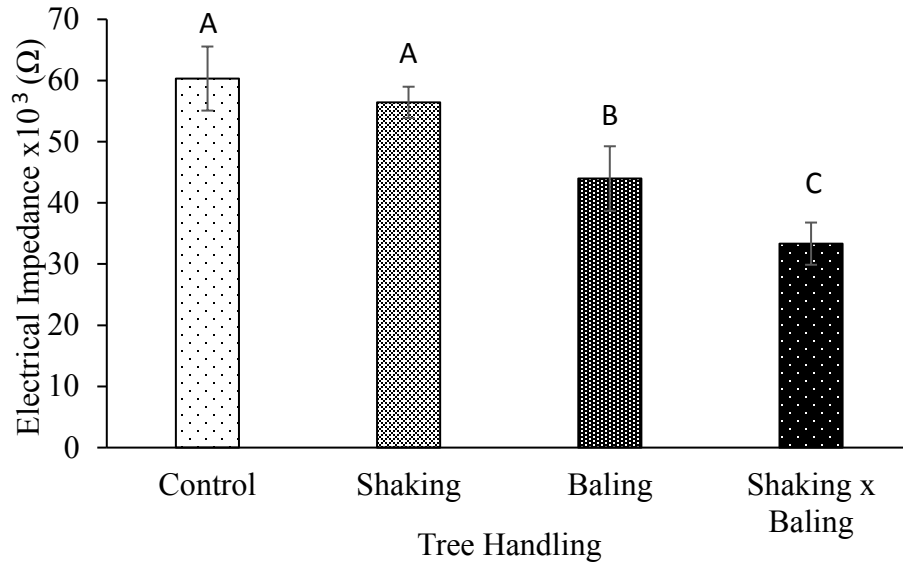 Electrical Impedance x10³ (Ω)
70
60
50
40
30
20
10
0
A
A
B
C
Control
Shaking
Baling
Shaking x
Baling
Tree Handling